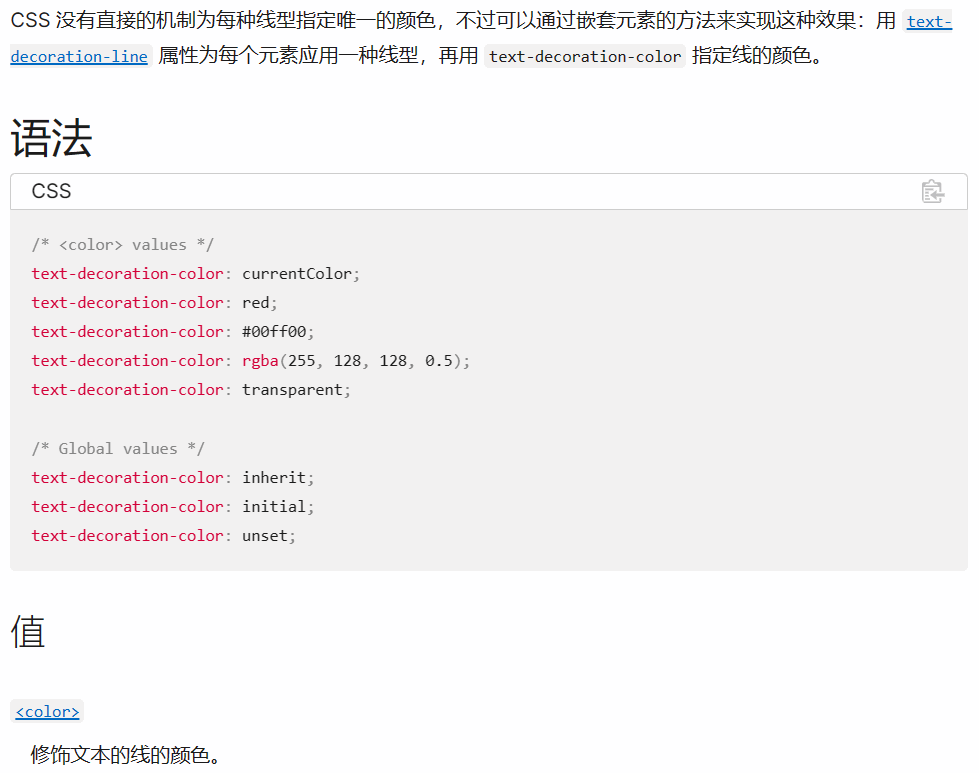 CSS 没有直接的机制为每种线型指定唯一的颜色，不过可以通过嵌套元素的方法来实现这种效果：用 text-
decoration-line 属性为每个元素应用一种线型，再用 text-decoration-color 指定线的颜色。
语法
CSS
/* <color> values */
text-decoration-color: currentColor;
text-decoration-color: red;
text-decoration-color: #00ff00;
text-decoration-color: rgba(255, 128, 128, 0.5);
text-decoration-color: transparent;
/* Global values */
text-decoration-color: inherit;
text-decoration-color: initial;
text-decoration-color: unset;
值
<color>
修饰文本的线的颜色。